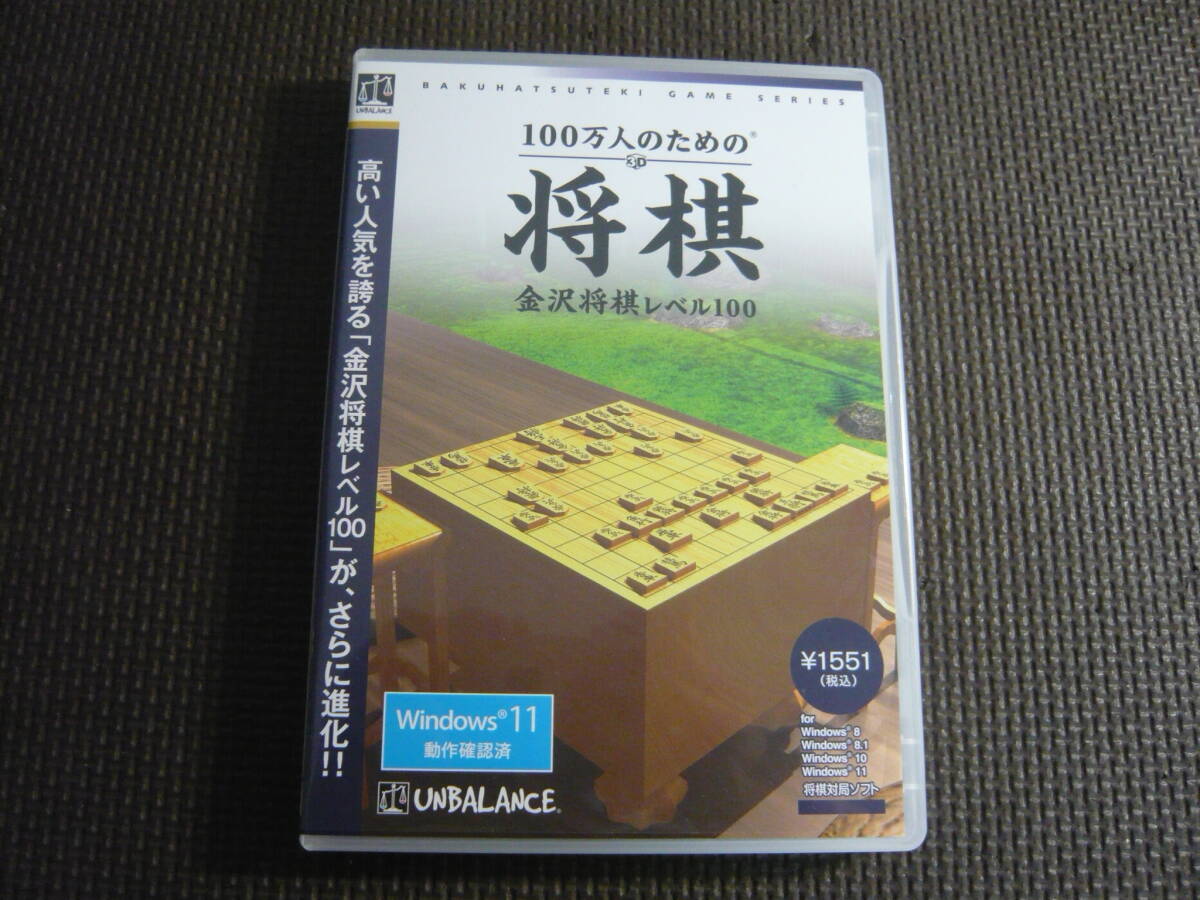 UNBALANCE
BAKUHATSUTEKI GAME SERIES
100万人のための®
3D
将棋
金沢将棋レベル100
高い人気を誇る「金沢将棋レベル100」が、さらに進化!!
¥1551
(税込)
for
Windows® 8
Windows® 8.1
Windows® 10
Windows® 11
将棋対局ソフト
Windows® 11
動作確認済
UNBALANCE®